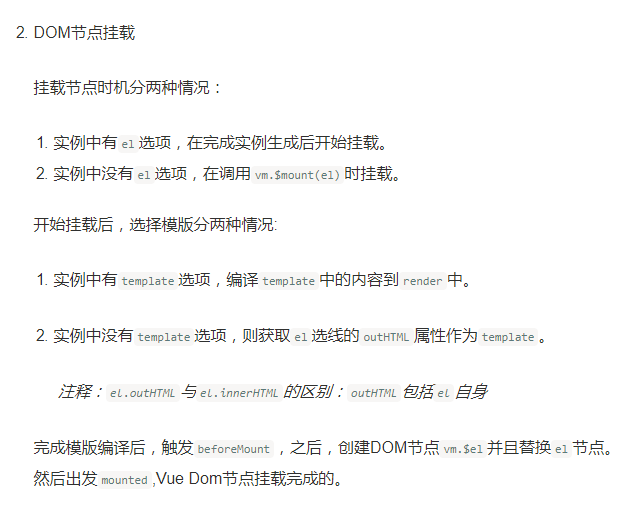 2. DOM节点挂载
挂载节点时机分两种情况：
1. 实例中有 el 选项，在完成实例生成后开始挂载。
2. 实例中没有 el 选项，在调用 vm.$mount(el) 时挂载。
开始挂载后，选择模版分两种情况:
1. 实例中有 template 选项，编译 template 中的内容到 render 中。
2. 实例中没有 template 选项，则获取 el 选线的 outHTML 属性作为 template 。
注释：el.outHTML 与 el.innerHTML 的区别：outHTML 包括 el 自身
完成模版编译后，触发 beforeMount ，之后，创建DOM节点 vm.$el 并且替换 el 节点。
然后出发 mounted ,Vue Dom节点挂载完成的。